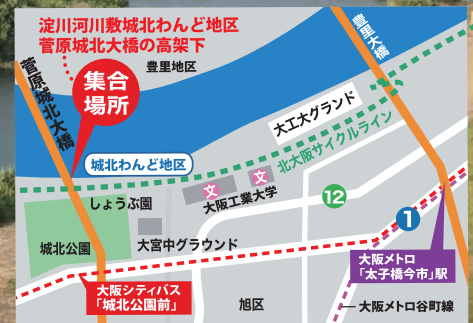 淀川河川敷城北わんど地区
菅原城北大橋の高架下
豊里地区
豊里大橋
菅原城北大橋
集合
場所
大工大グランド
城北わんど地区
北大阪サイクルライン
文
文
しょうぶ園
大阪工業大学
12
1
城北公園
大宮中グラウンド
大阪メトロ
「太子橋今市」駅
大阪シティバス
「城北公園前」
旭区
大阪メトロ谷町線